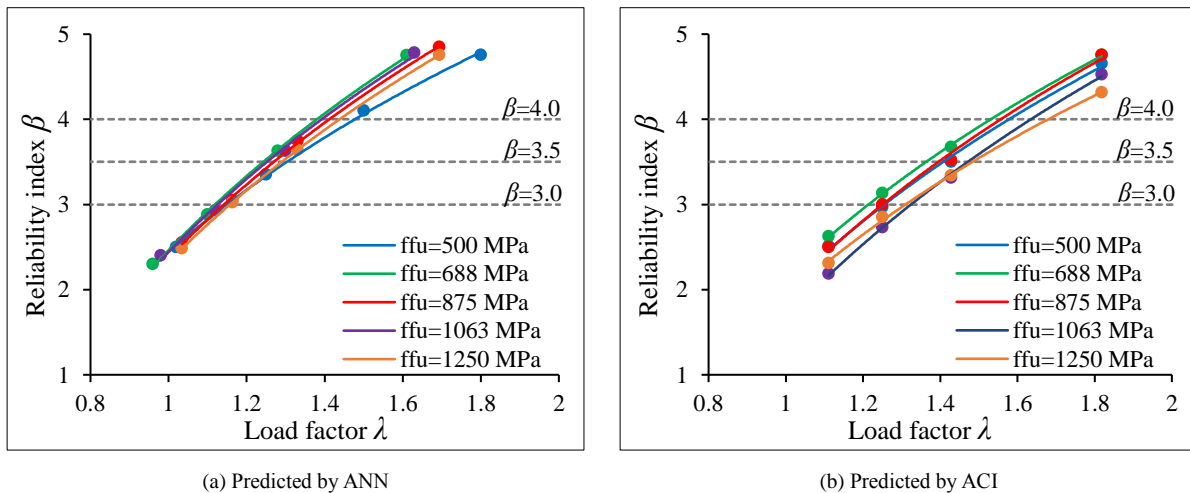 Reliability index β
5
4
3
2
1
β=4.0
β=3.5
β=3.0
ffu=500 MPa
ffu=688 MPa
ffu=875 MPa
ffu=1063 MPa
ffu=1250 MPa
0.8 1 1.2 1.4 1.6 1.8 2
Load factor λ
(a) Predicted by ANN
Reliability index β
5
4
3
2
1
β=4.0
β=3.5
β=3.0
ffu=500 MPa
ffu=688 MPa
ffu=875 MPa
ffu=1063 MPa
ffu=1250 MPa
0.8 1 1.2 1.4 1.6 1.8 2
Load factor λ
(b) Predicted by ACI